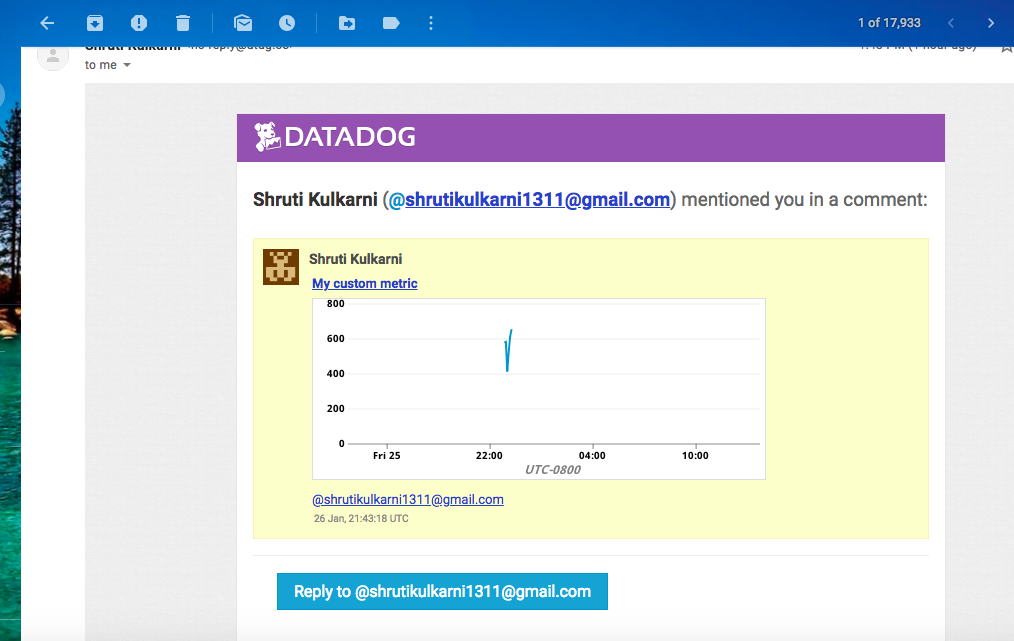 1 of 17,933
Shruti Kulkarni
to me
DATADOG
Shruti Kulkarni (@shrutikulkarni1311@gmail.com) mentioned you in a comment:
Shruti Kulkarni
My custom metric
800
600
400
200
0
Fri 25 22:00 04:00 10:00
UTC-0800
@shrutikulkarni1311@gmail.com
26 Jan, 21:43:18 UTC
Reply to @shrutikulkarni1311@gmail.com